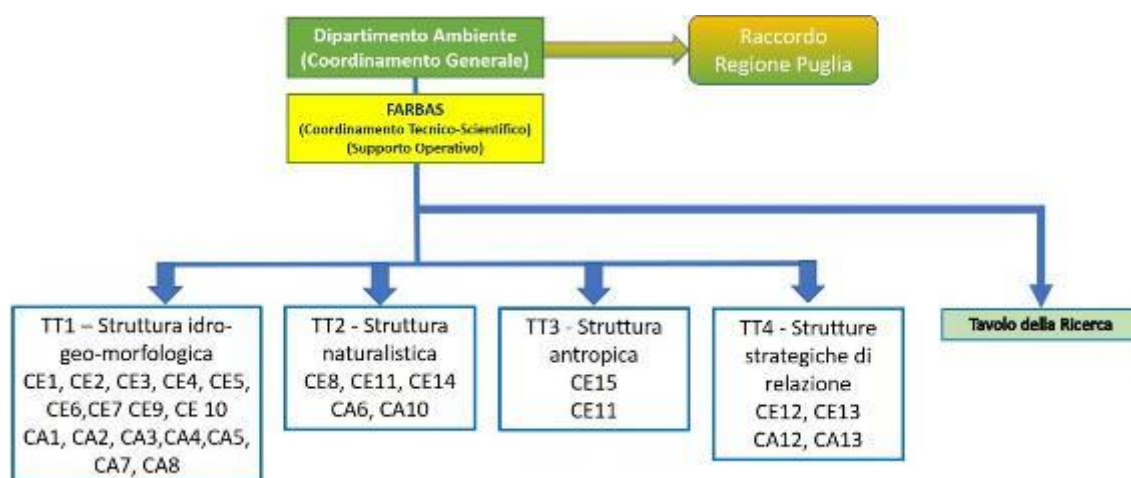 Dipartimento Ambiente
(Coordinamento Generale)
Raccordo
Regione Puglia
FARBAS
(Coordinamento Tecnico-Scientifico)
(Supporto Operativo)
TT1 – Struttura idro-
geo-morfologica
CE1, CE2, CE3, CE4, CE5,
CE6,CE7 CE9, CE 10
CA1, CA2, CA3,CA4,CA5,
CA7, CA8
TT2 - Struttura
naturalistica
CE8, CE11, CE14
CA6, CA10
TT3 - Struttura
antropica
CE15
CE11
TT4 - Strutture
strategiche di
relazione
CE12, CE13
CA12, CA13
Tavolo della Ricerca